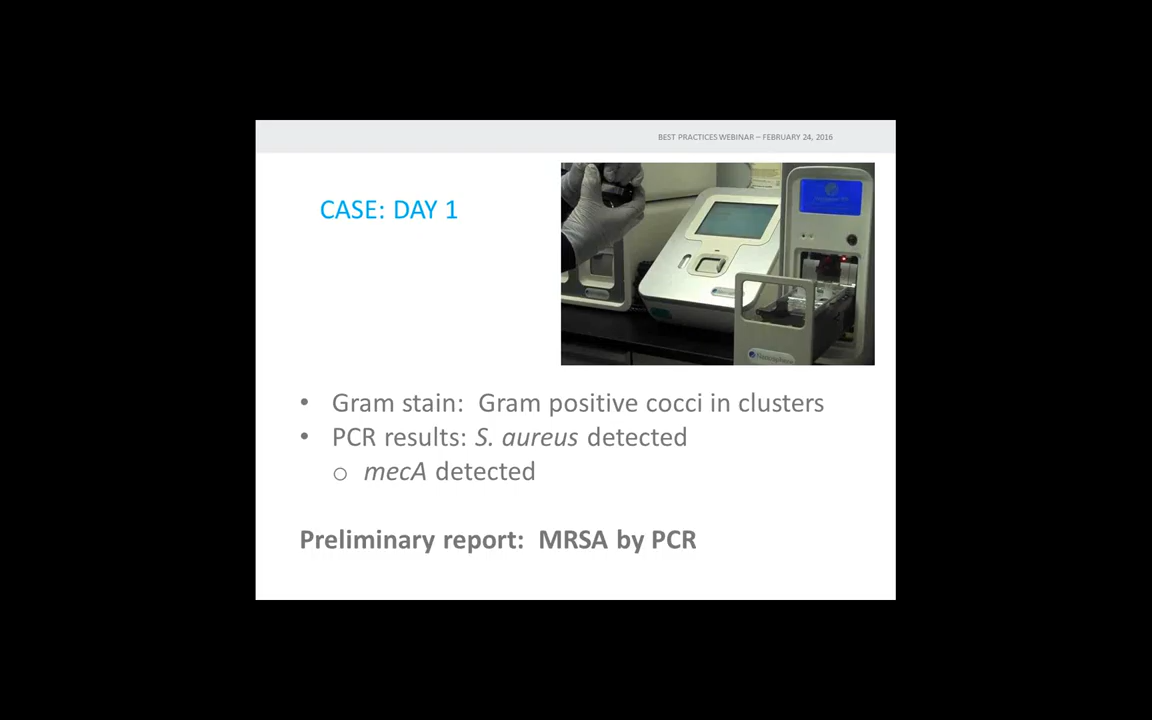 BEST PRACTICES WEBINAR – FEBRUARY 24, 2016
CASE: DAY 1
Nanosphere
• Gram stain: Gram positive cocci in clusters
• PCR results: S. aureus detected
o mecA detected
Preliminary report: MRSA by PCR